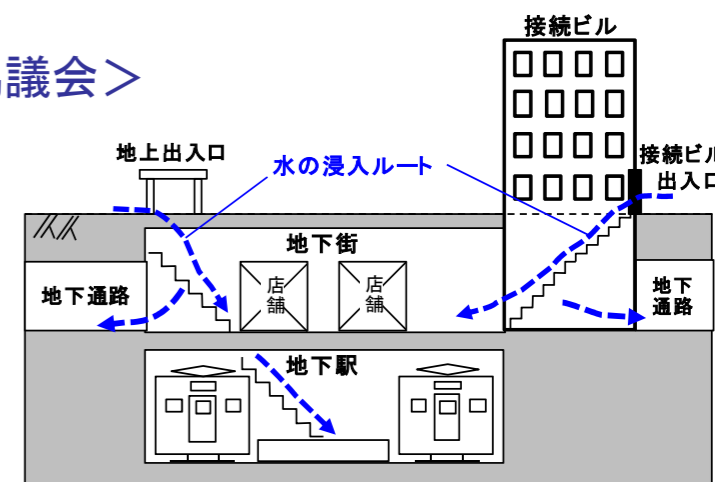 接続ビル
議会＞
地上出入口
水の浸入ルート
接続ビル
出入口
地下街
地下通路
店
舗
店
舗
地下
通路
地下駅